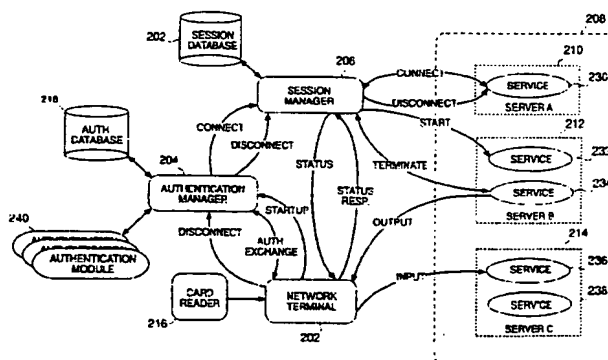 208
202
SESSION
DATABASE
206
210
230
SESSION
MANAGER
CONNECT
SERVICE
DISCONNECT
SERVER A
218
AUTH
DATABASE
CONNECT
DISCONNECT
START
212
204
232
SERVICE
TERMINATE
234
AUTHENTICATION
MANAGER
STATUS
STATUS
RESP.
SERVICE
STARTUP
SERVER B
240
OUTPUT
DISCONNECT
AUTH
EXCHANGE
214
AUTHENTICATION
MODULE
236
INPUT
SERVICE
CARD
READER
NETWORK
TERMINAL
238
SERVICE
216
202
SERVER C